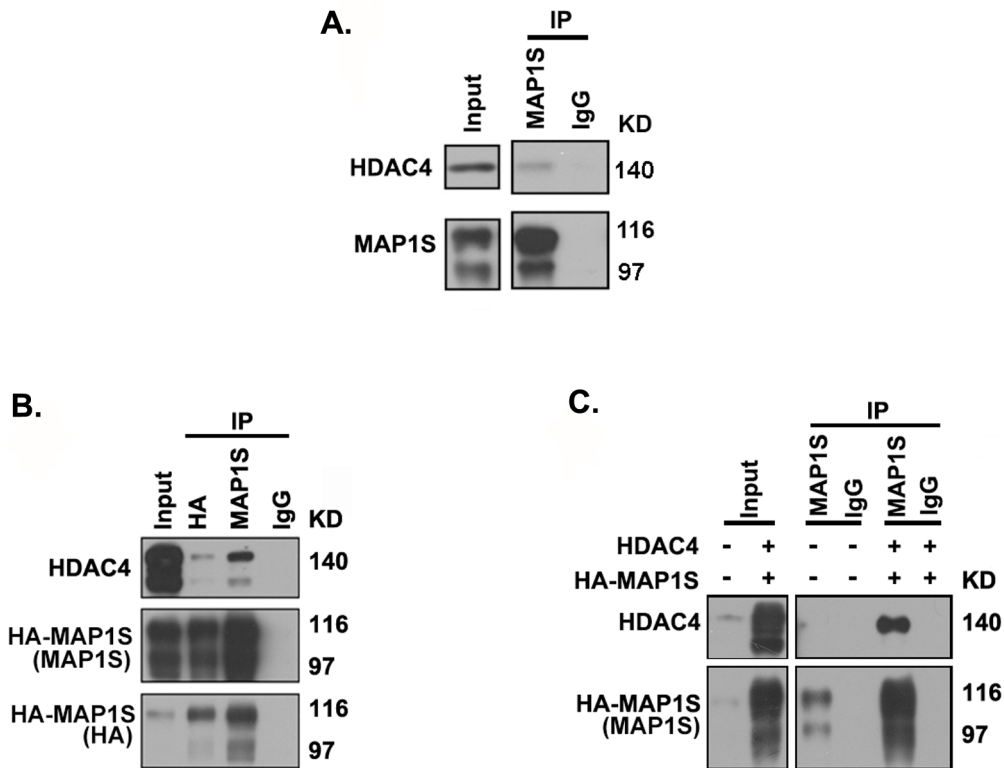 A.
IP
Input MAP1S IgG KD
HDAC4 140
MAP1S 116
97
B.
IP
Input HA MAP1S IgG KD
HDAC4 140
HA-MAP1S 116
(MAP1S) 97
HA-MAP1S 116
(HA) 97
C.
IP
Input MAP1S IgG MAP1S IgG
HDAC4 - + - - + +
HA-MAP1S - + - - + + KD
HDAC4 140
HA-MAP1S 116
(MAP1S) 97